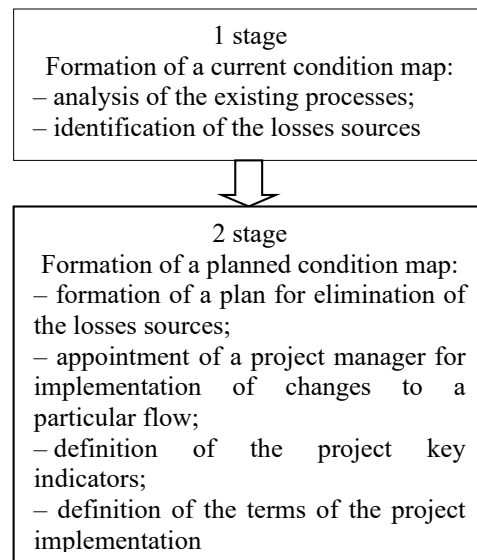 1 stage
Formation of a current condition map:
– analysis of the existing processes;
– identification of the losses sources
2 stage
Formation of a planned condition map:
– formation of a plan for elimination of
the losses sources;
– appointment of a project manager for
implementation of changes to a
particular flow;
– definition of the project key
indicators;
– definition of the terms of the project
implementation